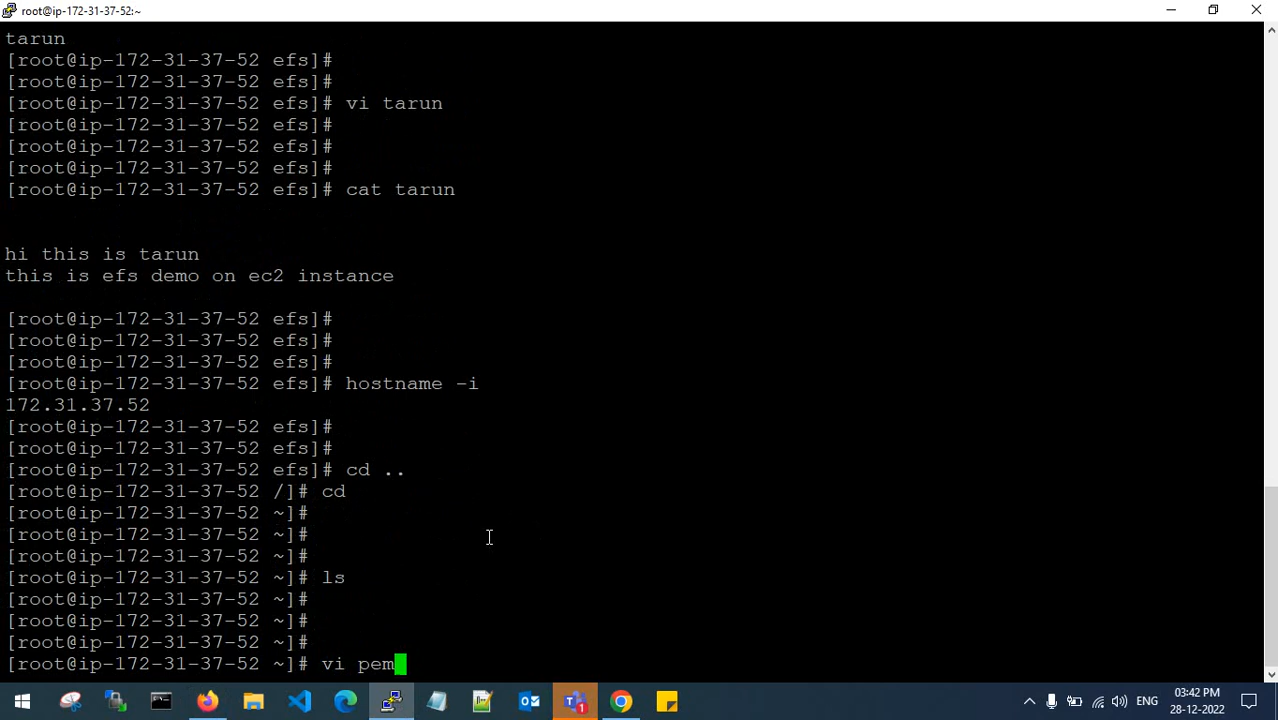 root@ip-172-31-37-52:~
tarun
[root@ip-172-31-37-52 efs]#
[root@ip-172-31-37-52 efs]#
[root@ip-172-31-37-52 efs]# vi tarun
[root@ip-172-31-37-52 efs]#
[root@ip-172-31-37-52 efs]#
[root@ip-172-31-37-52 efs]#
[root@ip-172-31-37-52 efs]# cat tarun
hi this is tarun
this is efs demo on ec2 instance
[root@ip-172-31-37-52 efs]#
[root@ip-172-31-37-52 efs]#
[root@ip-172-31-37-52 efs]#
[root@ip-172-31-37-52 efs]# hostname -i
172.31.37.52
[root@ip-172-31-37-52 efs]#
[root@ip-172-31-37-52 efs]#
[root@ip-172-31-37-52 efs]# cd ..
[root@ip-172-31-37-52 /]# cd
[root@ip-172-31-37-52 ~]#
[root@ip-172-31-37-52 ~]#
[root@ip-172-31-37-52 ~]#
[root@ip-172-31-37-52 ~]# ls
[root@ip-172-31-37-52 ~]#
[root@ip-172-31-37-52 ~]#
[root@ip-172-31-37-52 ~]#
[root@ip-172-31-37-52 ~]# vi pem
1
ENG
03:42 PM
28-12-2022